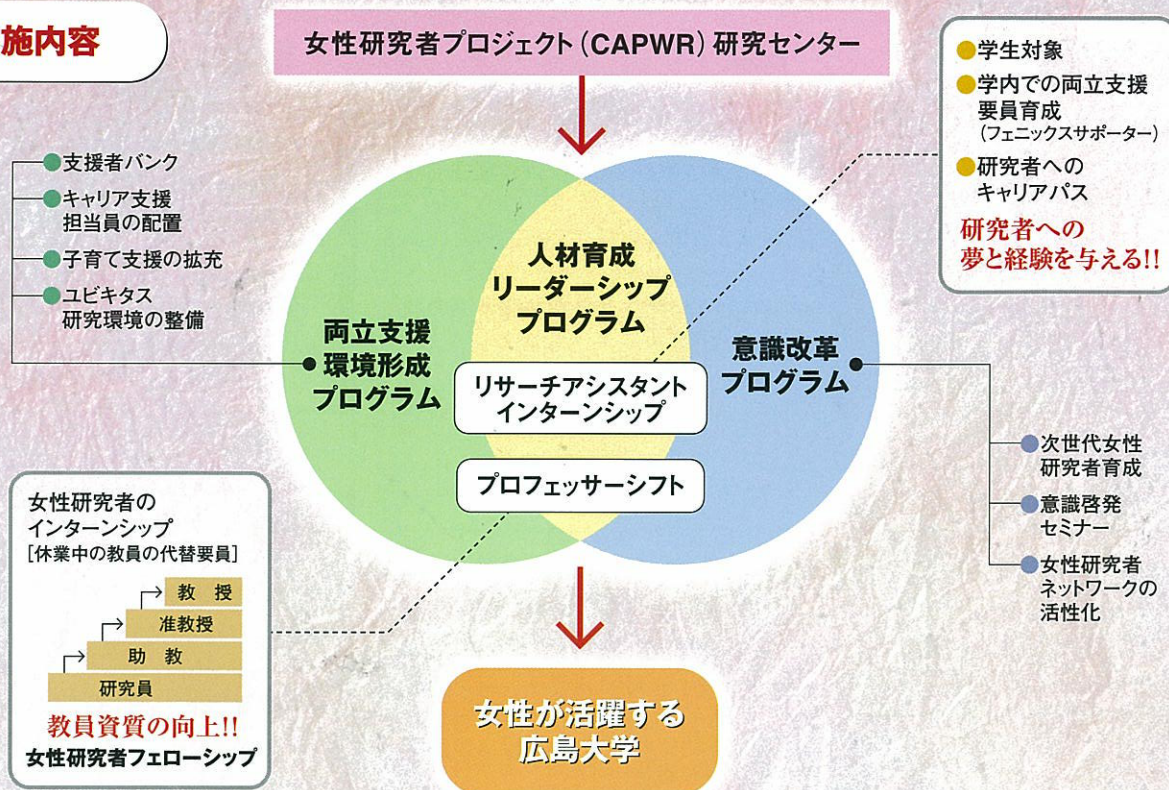 施内容
女性研究者プロジェクト(CAPWR)研究センター
●支援者バンク
●キャリア支援
担当員の配置
●子育て支援の拡充
●ユビキタス
研究環境の整備
●学生対象
●学内での両立支援
要員育成
(フェニックスサポーター)
●研究者への
キャリアパス
研究者への
夢と経験を与える!!
両立支援
環境形成
プログラム
人材育成
リーダーシップ
プログラム
意識改革
プログラム
リサーチアシスタント
インターンシップ
プロフェッサーシフト
●次世代女性
研究者育成
●意識啓発
セミナー
●女性研究者
ネットワークの
活性化
女性研究者の
インターンシップ
[休業中の教員の代替要員]
教 授
准教授
助 教
研究員
教員資質の向上!!
女性研究者フェローシップ
女性が活躍する
広島大学